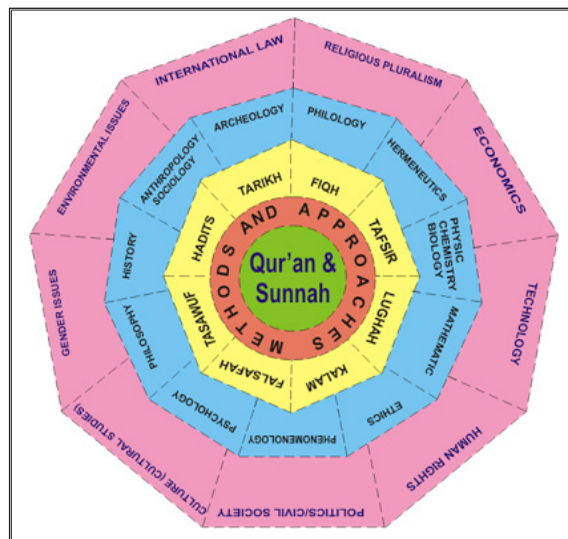 INTERNATIONAL LAW
RELIGIOUS PLURALISM
ECONOMICS
TECHNOLOGY
HUMAN RIGHTS
POLITICS/CIVIL SOCIETY
CULTURE (CULTURAL STUDIES)
GENDER ISSUES
ENVIRONMENTAL ISSUES
ARCHEOLOGY
PHILOLOGY
HERMENEUTICS
PHYSIC
CHEMISTRY
BIOLOGY
MATHEMATIC
ETHICS
PHENOMENOLOGY
PSYCHOLOGY
PHILOSOPHY
HISTORY
ANTHROPOLOGY
SOCIOLOGY
TARIKH
FIQH
TAFSIR
LUGHAH
KALAM
FALSAFAH
TASAWUF
HADITS
METHODS AND APPROACHES
Qur'an &
Sunnah